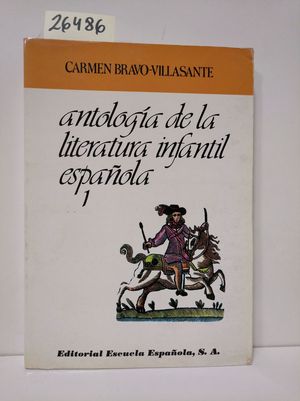 26486
CARMEN BRAVO-VILLASANTE
antología de la
literatura infantil
española
1
Editorial Escuela Española, S. A.